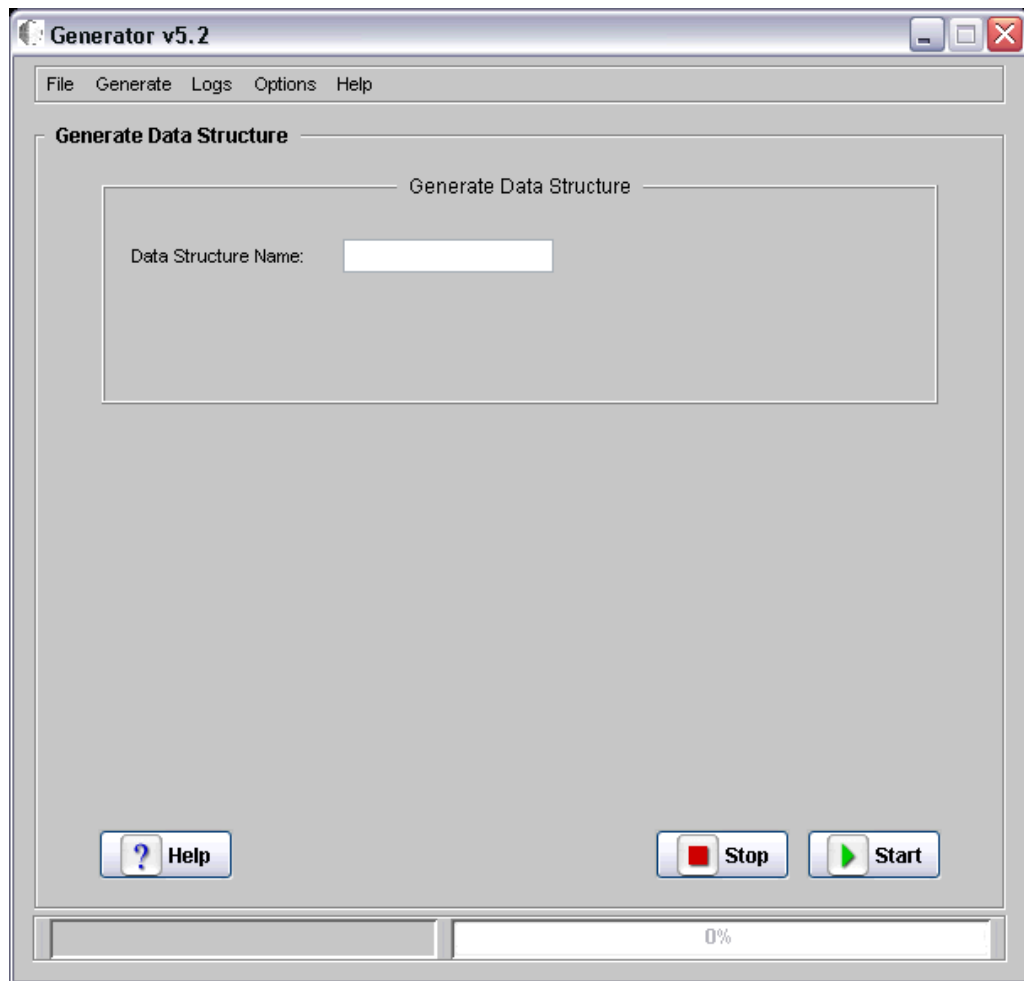 Generator v5.2
File Generate Logs Options Help
Generate Data Structure
Generate Data Structure
Data Structure Name:
? Help Stop Start
0%